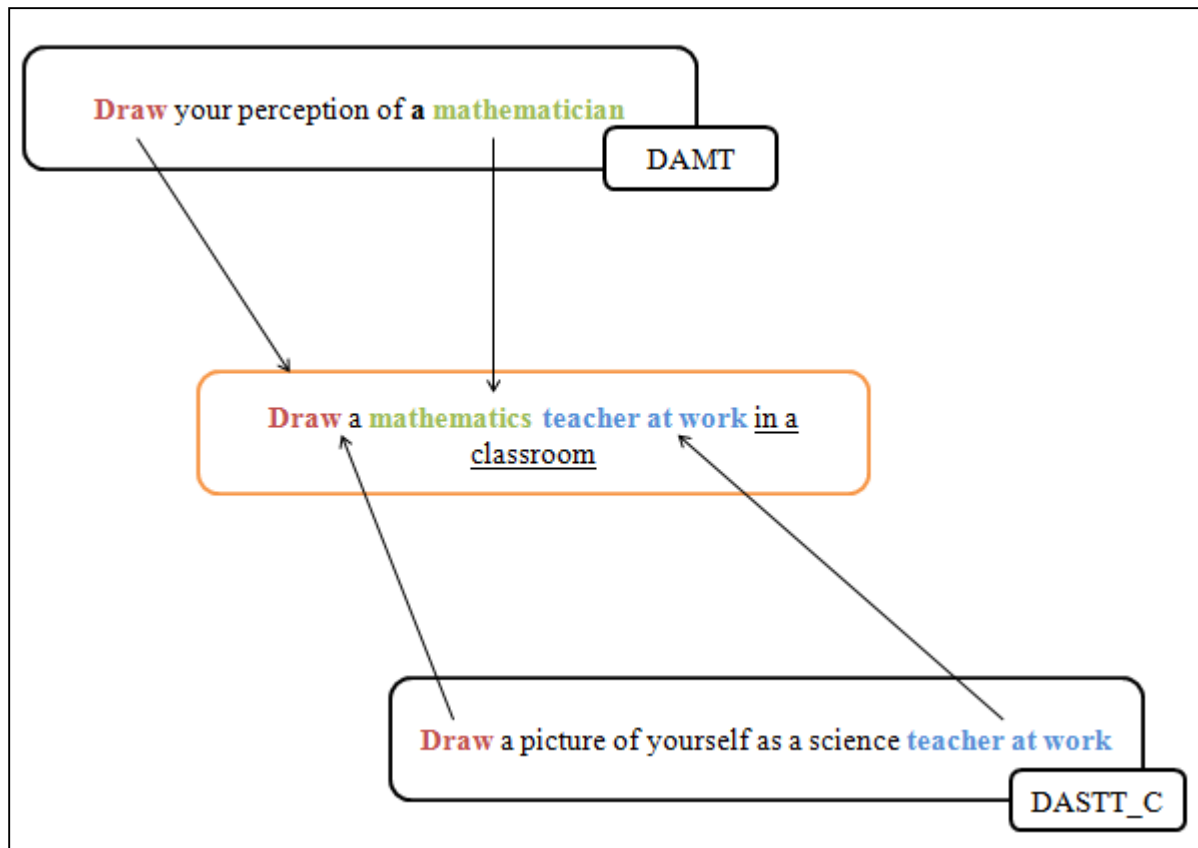 Draw your perception of a mathematician
DAMT
Draw a mathematics teacher at work in a
classroom
Draw a picture of yourself as a science teacher at work
DASTT_C